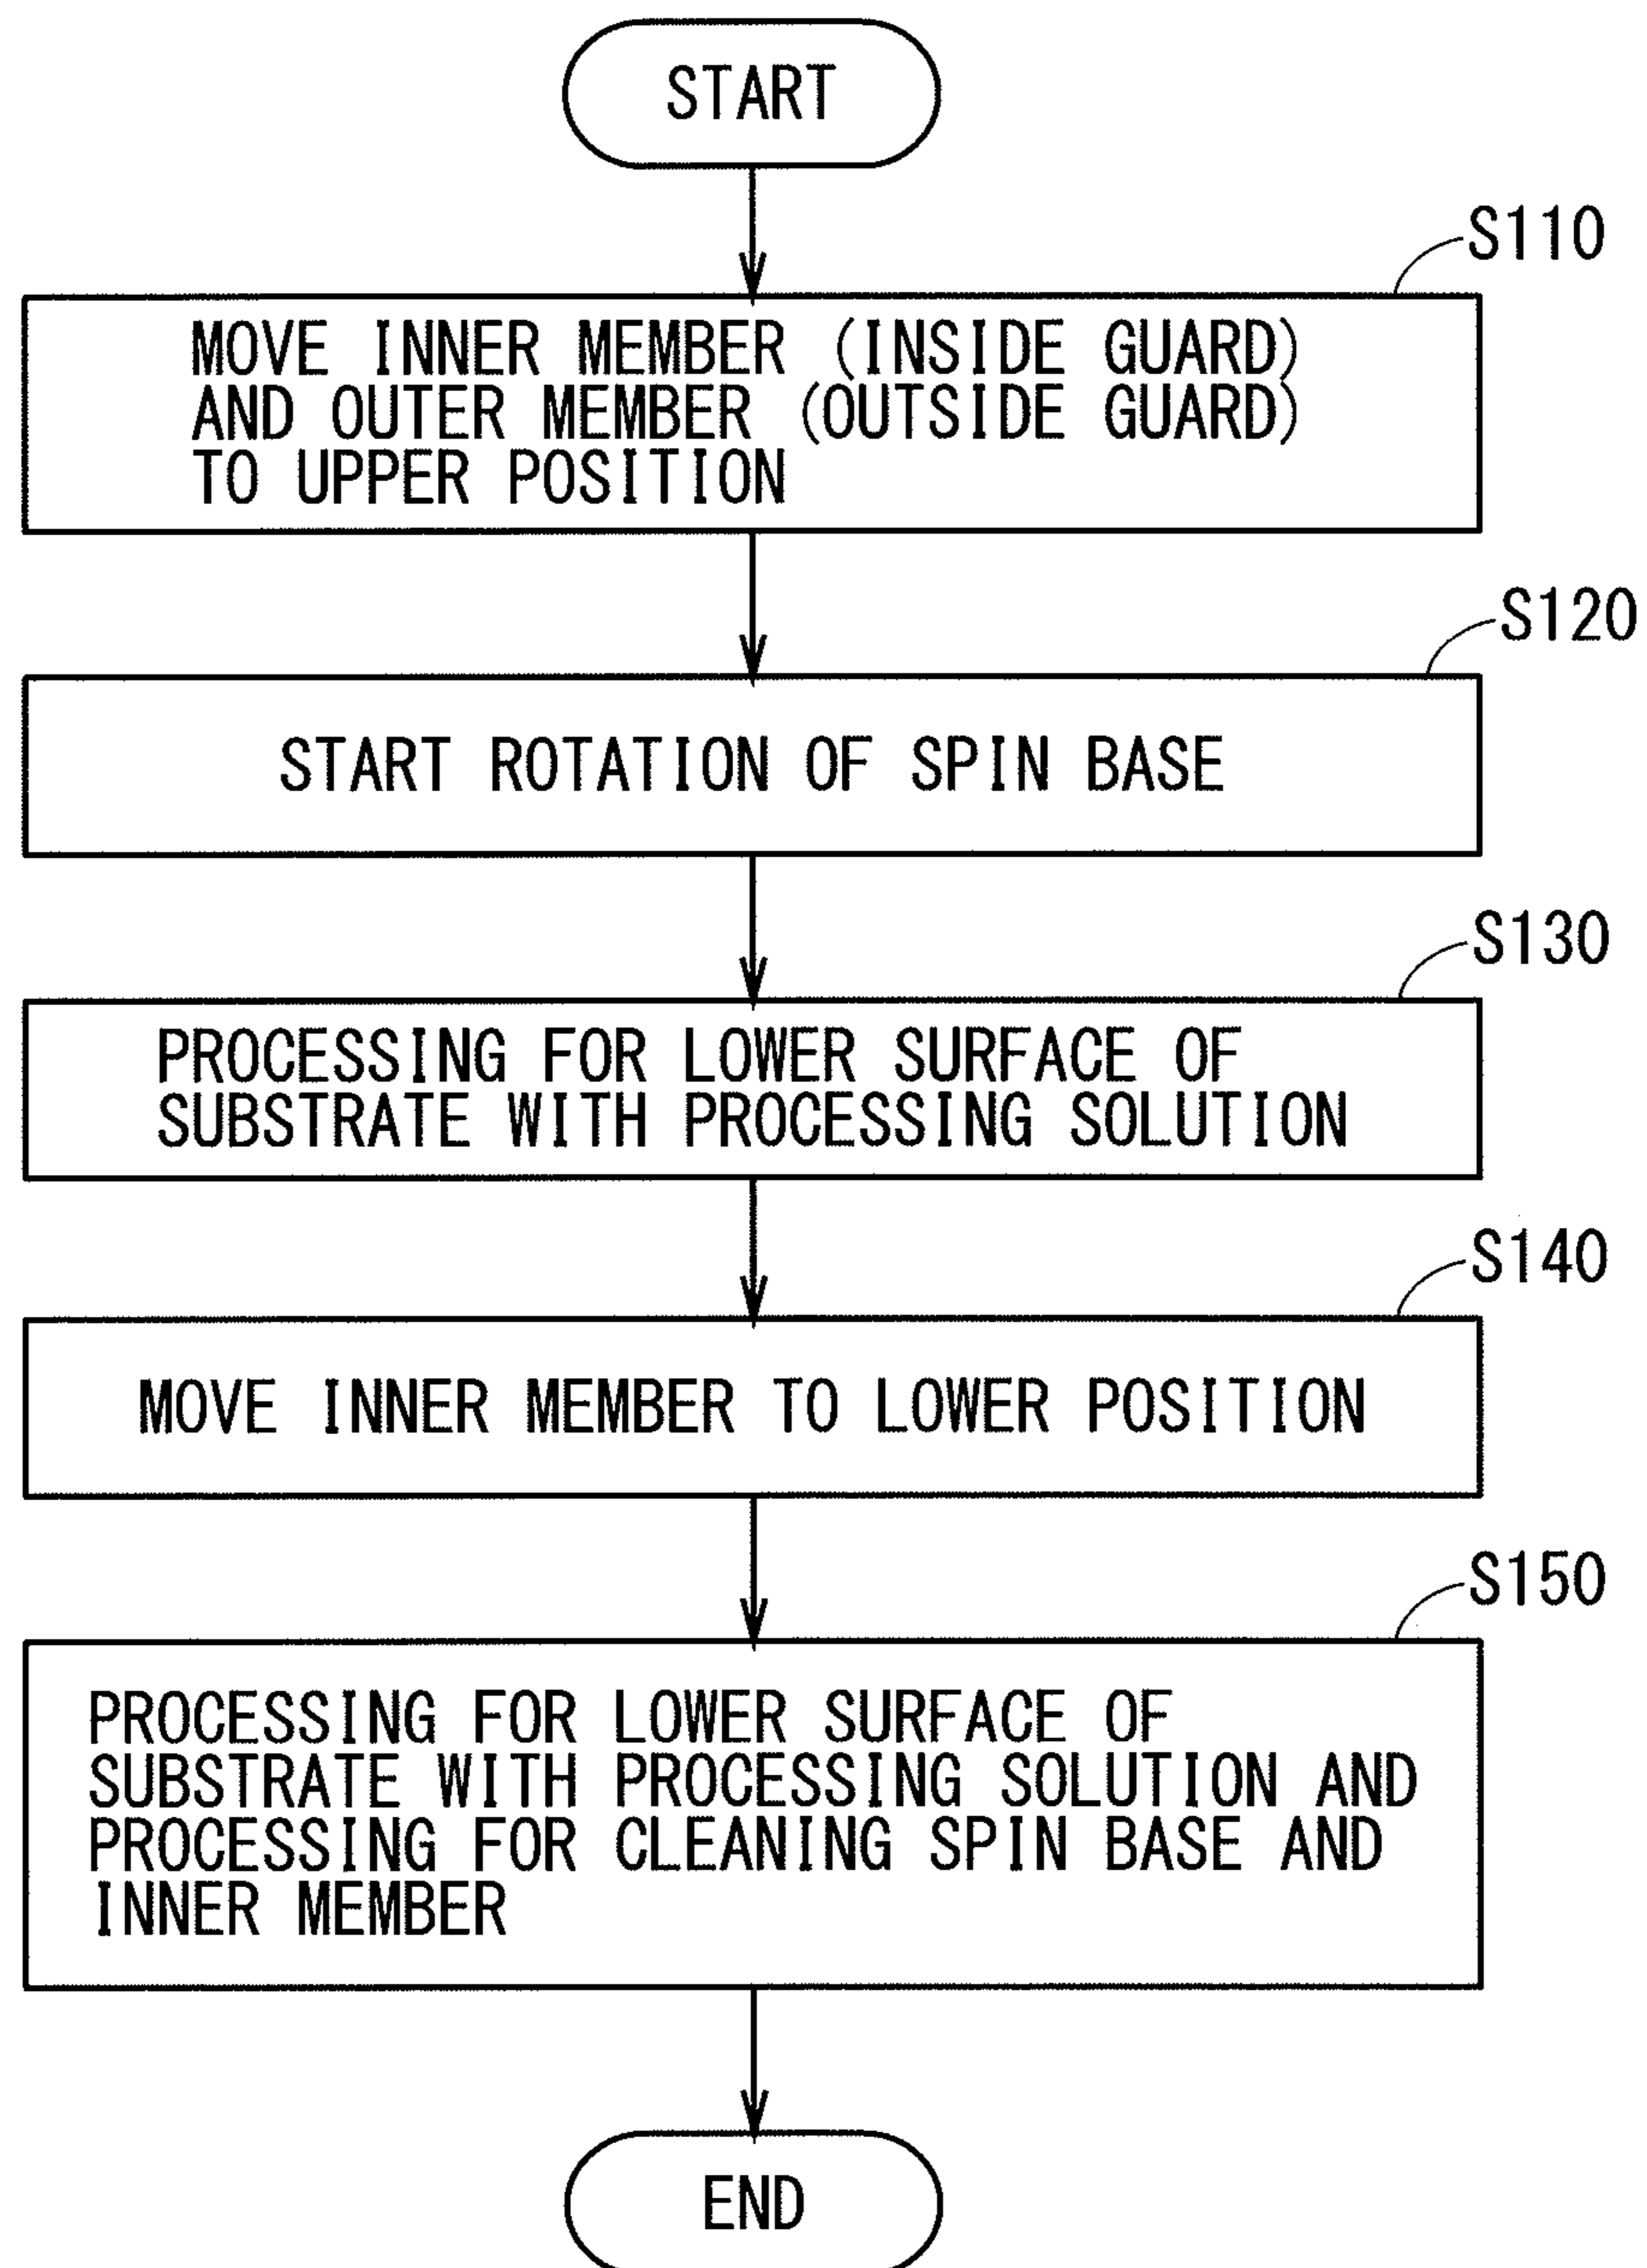 START
S110
MOVE INNER MEMBER (INSIDE GUARD)
AND OUTER MEMBER (OUTSIDE GUARD)
TO UPPER POSITION
S120
START ROTATION OF SPIN BASE
S130
PROCESSING FOR LOWER SURFACE OF
SUBSTRATE WITH PROCESSING SOLUTION
S140
MOVE INNER MEMBER TO LOWER POSITION
S150
PROCESSING FOR LOWER SURFACE OF
SUBSTRATE WITH PROCESSING SOLUTION AND
PROCESSING FOR CLEANING SPIN BASE AND
INNER MEMBER
END